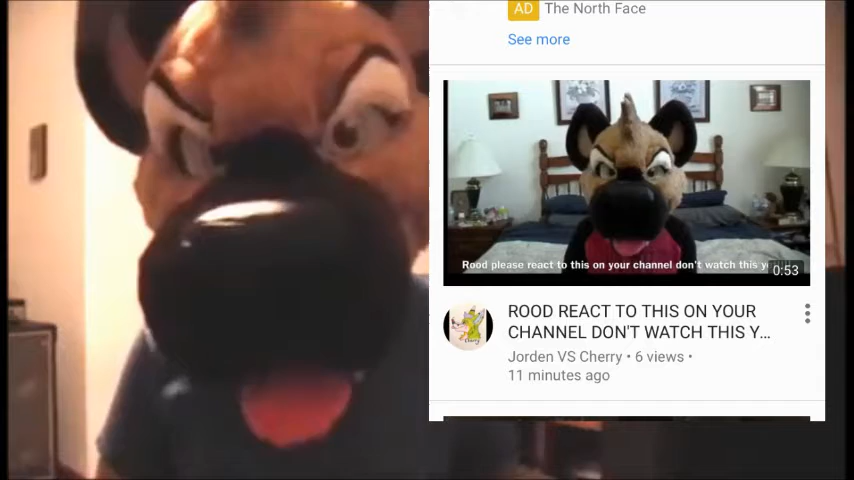 AD The North Face
See more
Rood please react to this on your channel don't watch this y
0:53
ROOD REACT TO THIS ON YOUR
CHANNEL DON'T WATCH THIS Y...
Jorden VS Cherry • 6 views •
11 minutes ago